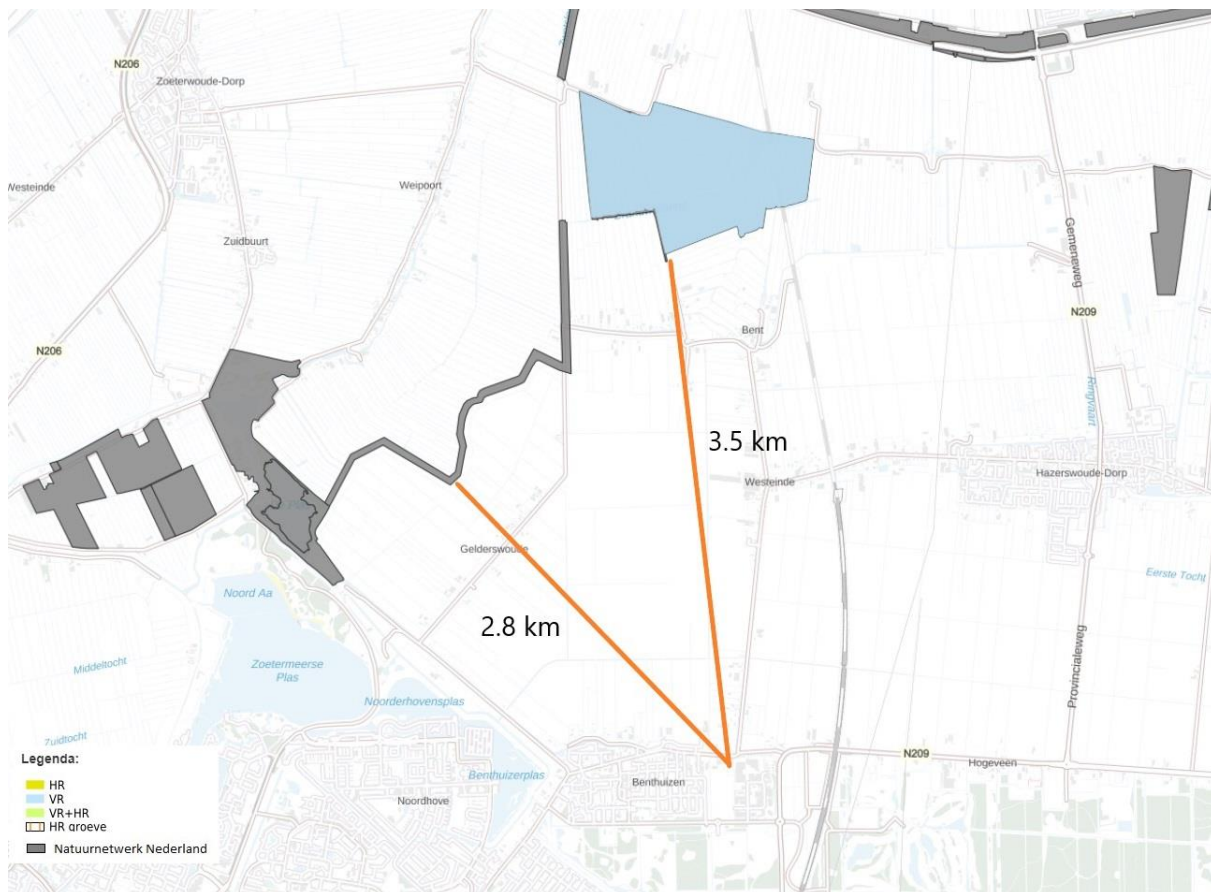 N206
Zoeterwoude-Dorp
Westeinde
Weipoort
Zuidbuurt
Gemeneweg
N209
N206
Bent
Ringvaart
3.5 km
Hazerswoude-Dorp
Westeinde
Gelderswoude
Eerste Tocht
Noord Aa
2.8 km
Zoetermeerse
Plas
Middeltocht
Provincialeweg
Noorderhovensplas
Zuidtocht
Legenda:
HR
VR
VR+HR
HR groeve
Natuurnetwerk Nederland
Benthuizerplas
Noordhove
Benthuizen
N209
Hogeveen